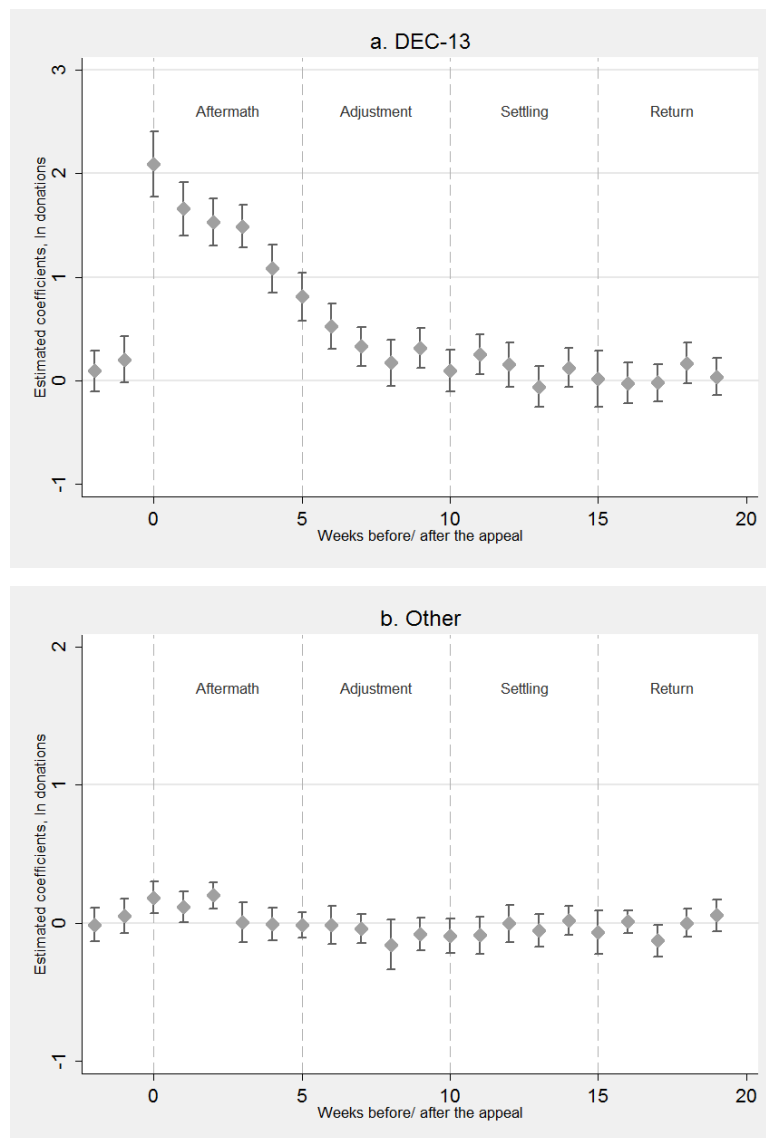 a. DEC-13
3
2
1
0
-1
Estimated coefficients, ln donations
Aftermath Adjustment Settling Return
0 5 10 15 20
Weeks before/ after the appeal
b. Other
2
1
0
-1
Estimated coefficients, ln donations
Aftermath Adjustment Settling Return
0 5 10 15 20
Weeks before/ after the appeal